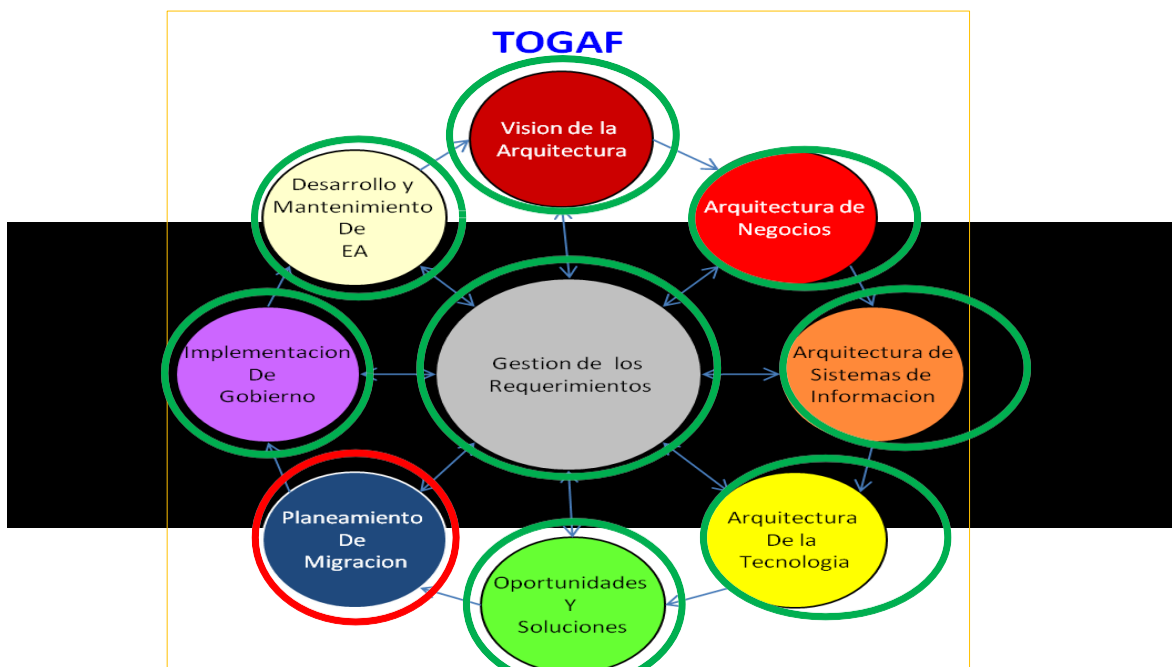 TOGAF
Vision de la
Arquitectura
Arquitectura de
Negocios
Arquitectura de
Sistemas de
Informacion
Arquitectura
De la
Tecnologia
Oportunidades
Y
Soluciones
Planeamiento
De
Migracion
Implementacion
De
Gobierno
Desarrollo y
Mantenimiento
De
EA
Gestion de los
Requerimientos